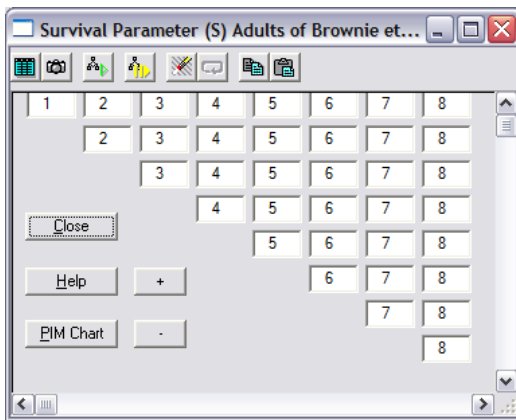 Survival Parameter (S) Adults of Brownie et...
1 2 3 4 5 6 7 8
2 3 4 5 6 7 8
3 4 5 6 7 8
4 5 6 7 8
Close
5 6 7 8
Help + 6 7 8
7 8
PIM Chart -
8